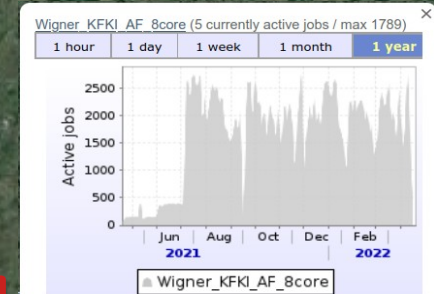 ×
Wigner_KFKI_AF_8core (5 currently active jobs / max 1789)
1 hour 1 day 1 week 1 month 1 year
Active jobs
2500
2000
1500
1000
500
0
Jun Aug Oct Dec Feb
2021 2022
Wigner_KFKI_AF_8core